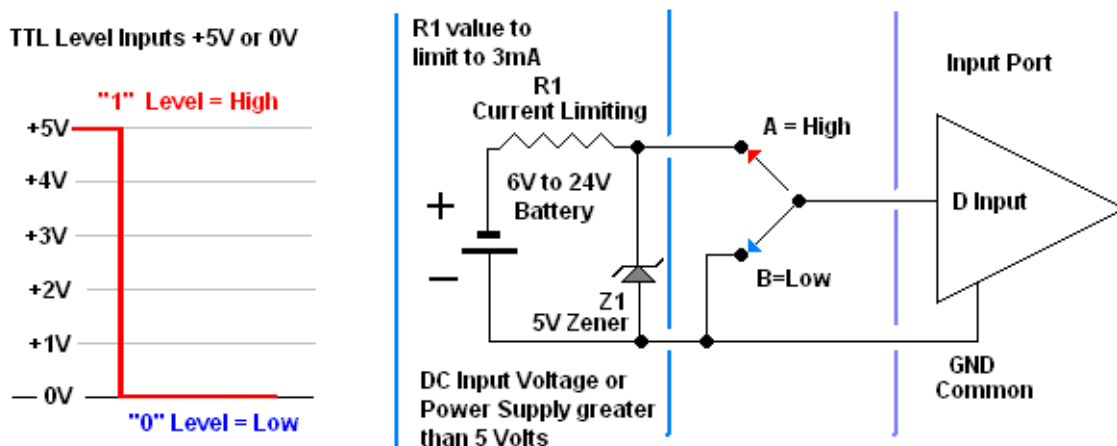 TTL Level Inputs +5V or 0V
"1" Level = High
+5V
+4V
+3V
+2V
+1V
0V
"0" Level = Low
R1 value to
limit to 3mA
R1
Current Limiting
6V to 24V
Battery
+
−
Z1
5V Zener
DC Input Voltage or
Power Supply greater
than 5 Volts
A = High
B=Low
Input Port
D Input
GND
Common